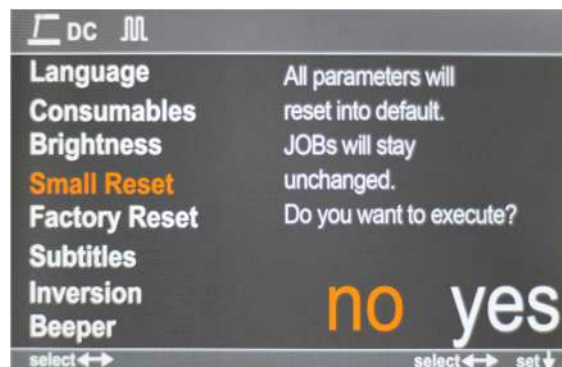 DC
Language
Consumables
Brightness
Small Reset
Factory Reset
Subtitles
Inversion
Beeper
All parameters will
reset into default.
JOBs will stay
unchanged.
Do you want to execute?
no yes
select
select set